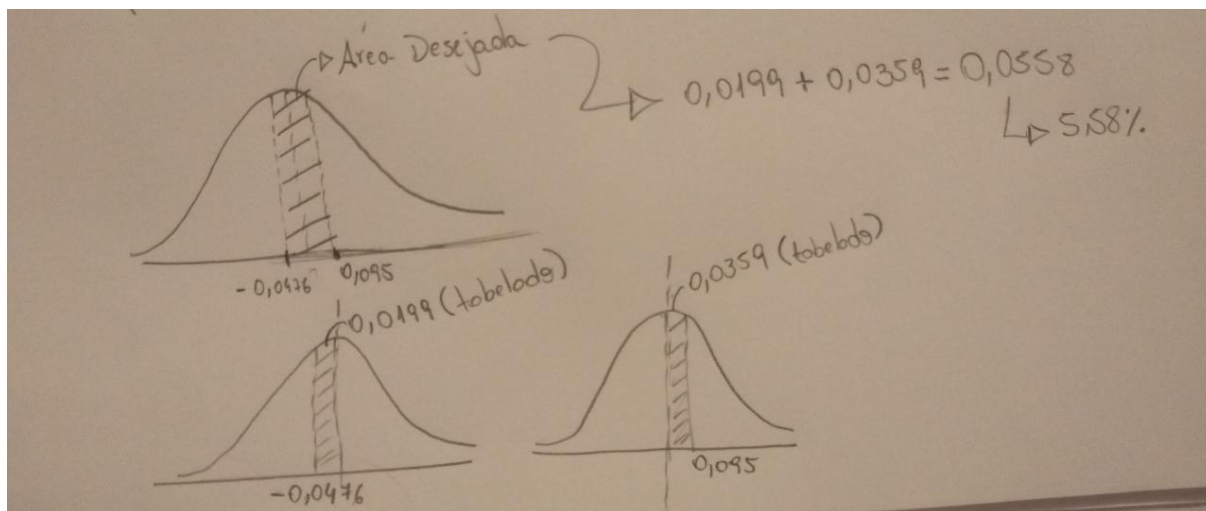 Área Desejada
0,0199 + 0,0359 = 0,0558
5,58%
-0,0476
0,095
0,0199 (tabelado)
0,0359 (tabelado)
-0,0476
0,095